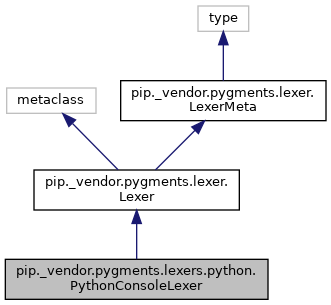 type
metaclass
pip._vendor.pygments.lexer.
LexerMeta
pip._vendor.pygments.lexer.
Lexer
pip._vendor.pygments.lexers.python.
PythonConsoleLexer